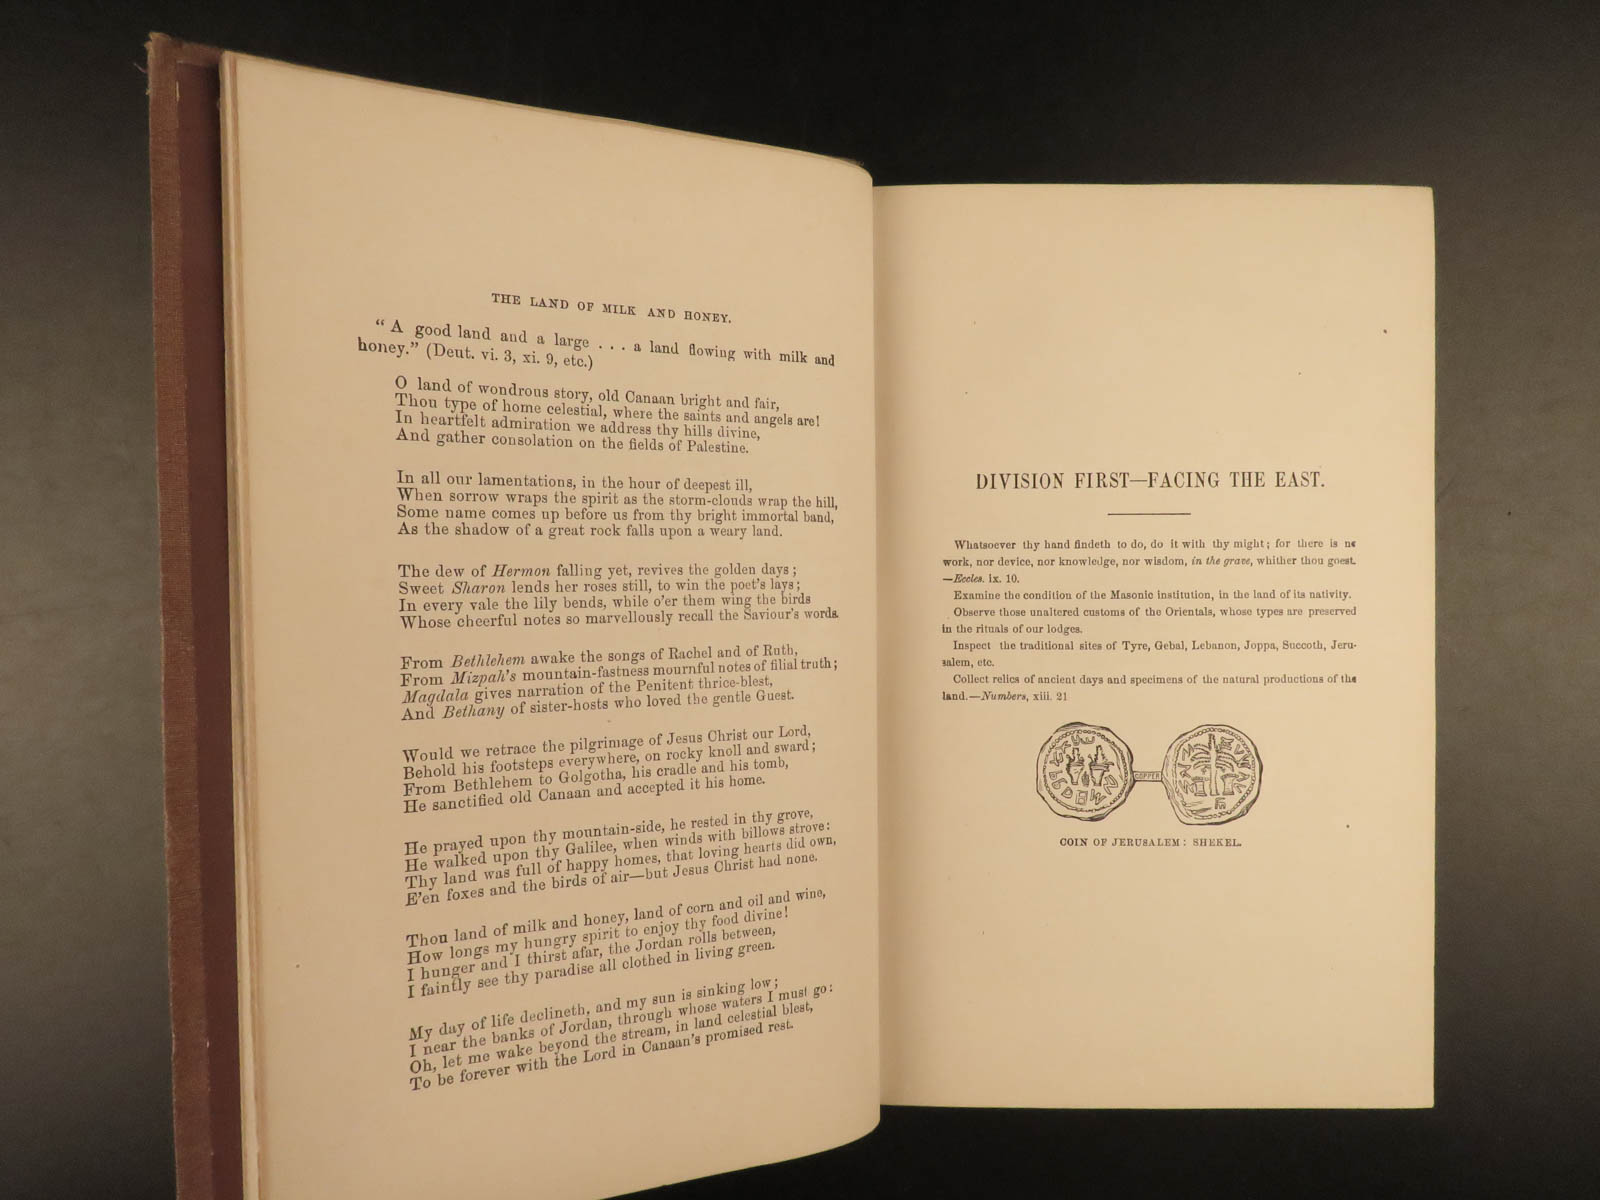 THE LAND OF MILK AND HONEY.
“A good land and a large . . . a land flowing with milk and
honey.” (Deut. vi. 3, xi. 9, etc.)
O land of wondrous story, old Canaan bright and fair,
Thou type of home celestial, where the saints and angels are!
In heartfelt admiration we address thy hills divine,
And gather consolation on the fields of Palestine.
In all our lamentations, in the hour of deepest ill,
When sorrow wraps the spirit as the storm-clouds wrap the hill,
Some name comes up before us from thy bright immortal band,
As the shadow of a great rock falls upon a weary land.
The dew of Hermon falling yet, revives the golden days;
Sweet Sharon lends her roses still, to win the poet's lays;
In every vale the lily bends, while o'er them wing the birds
Whose cheerful notes so marvellously recall the Saviour's words.
From Bethlehem awake the songs of Rachel and of Ruth,
From Mizpah's mountain-fastness mournful notes of filial truth;
Magdala gives narration of the Penitent thrice-blest,
And Bethany of sister-hosts who loved the gentle Guest.
Would we retrace the pilgrimage of Jesus Christ our Lord,
Behold his footsteps everywhere, on rocky knoll and sward;
From Bethlehem to Golgotha, his cradle and his tomb,
He sanctified old Canaan and accepted it his home.
He prayed upon thy mountain-side, he rested in thy grove,
He walked upon thy Galilee, when winds with billows strove:
Thy land was full of happy homes, that loving hearts did own,
E'en foxes and the birds of air—but Jesus Christ had none.
Thou land of milk and honey, land of corn and oil and wine,
How longs my hungry spirit to enjoy thy food divine!
I hunger and I thirst afar, the Jordan rolls between,
I faintly see thy paradise all clothed in living green.
My day of life declineth, and my sun is sinking low;
I near the banks of Jordan, through whose waters I must go:
Oh, let me wake beyond the stream, in land celestial blest,
To be forever with the Lord in Canaan's promised rest.
DIVISION FIRST—FACING THE EAST.
Whatsoever thy hand findeth to do, do it with thy might; for there is no
work, nor device, nor knowledge, nor wisdom, in the grave, whither thou goest.
—Eccles. ix. 10.
Examine the condition of the Masonic institution, in the land of its nativity.
Observe those unaltered customs of the Orientals, whose types are preserved
in the rituals of our lodges.
Inspect the traditional sites of Tyre, Gebal, Lebanon, Joppa, Succoth, Jeru-
salem, etc.
Collect relics of ancient days and specimens of the natural productions of the
land.—Numbers, xiii. 21
COPPER
COIN OF JERUSALEM: SHEKEL.